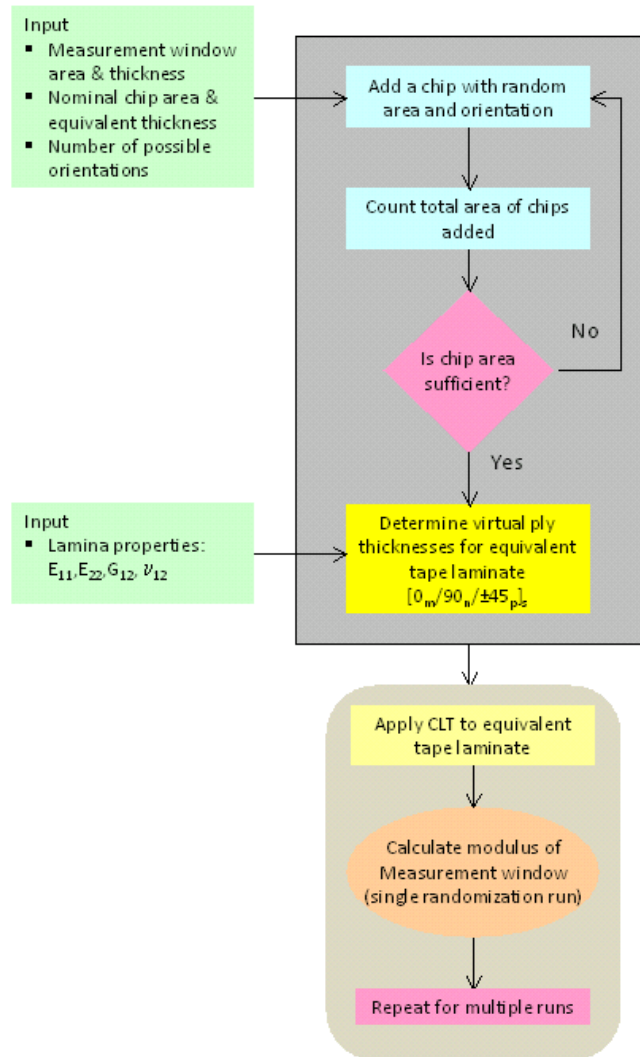 Input
▪ Measurement window
area & thickness
▪ Nominal chip area &
equivalent thickness
▪ Number of possible
orientations
Add a chip with random
area and orientation
Count total area of chips
added
Is chip area
sufficient?
No
Yes
Input
▪ Lamina properties:
E₁₁,E₂₂,G₁₂, ν₁₂
Determine virtual ply
thicknesses for equivalent
tape laminate
[0ₘ/90ₙ/±45ₚ]ₛ
Apply CLT to equivalent
tape laminate
Calculate modulus of
Measurement window
(single randomization run)
Repeat for multiple runs